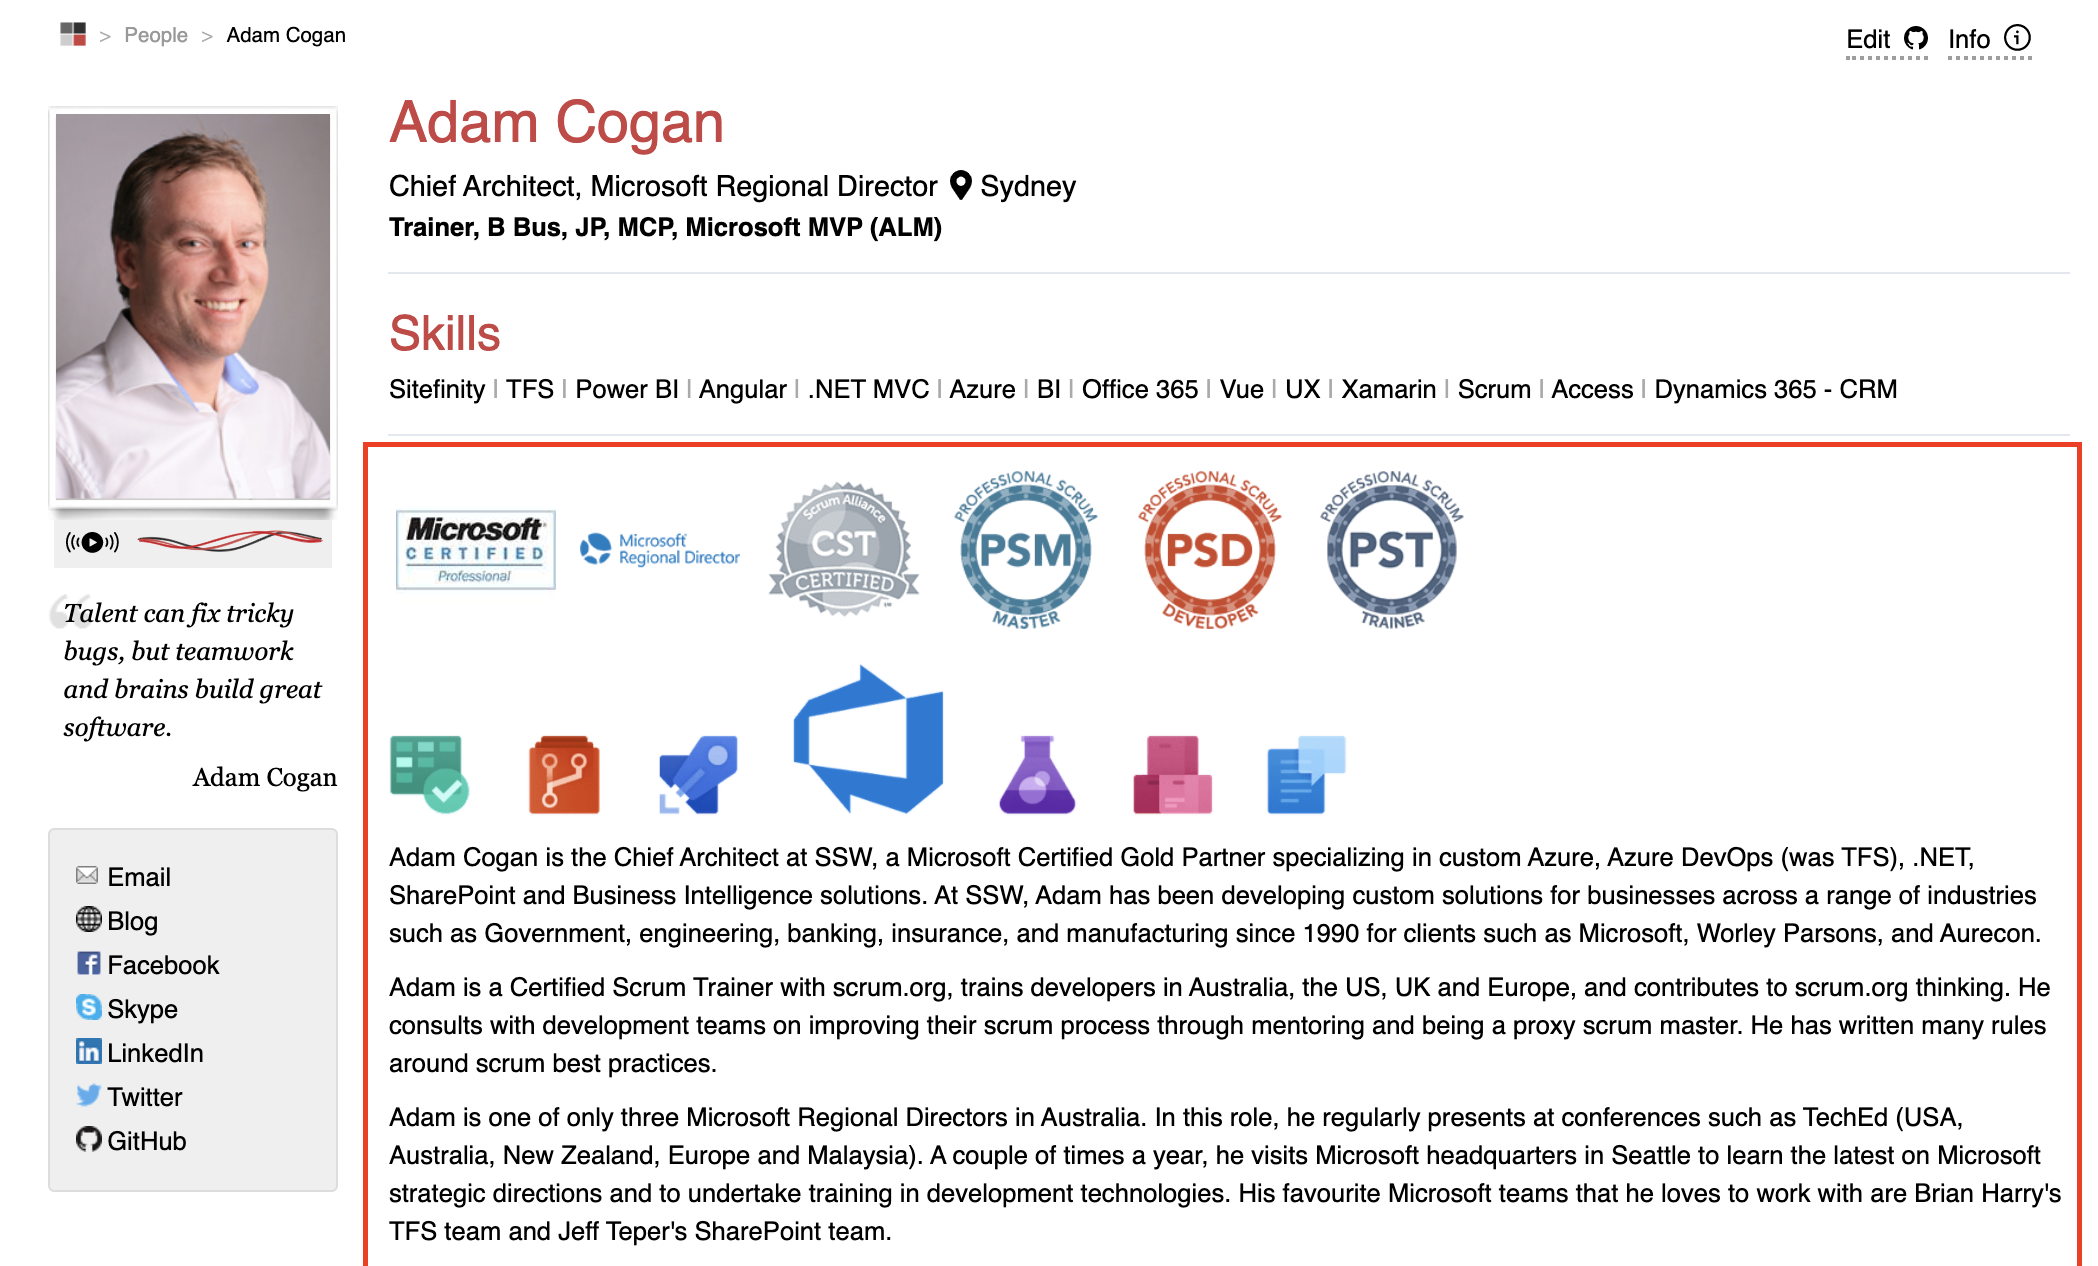 > People > Adam Cogan
Edit Info
Adam Cogan
Chief Architect, Microsoft Regional Director Sydney
Trainer, B Bus, JP, MCP, Microsoft MVP (ALM)
Skills
Sitefinity | TFS | Power BI | Angular | .NET MVC | Azure | BI | Office 365 | Vue | UX | Xamarin | Scrum | Access | Dynamics 365 - CRM
Microsoft
CERTIFIED
Professional
Microsoft
Regional Director
Scrum Alliance
CST
CERTIFIED
PROFESSIONAL SCRUM
PSM
MASTER
PROFESSIONAL SCRUM
PSD
DEVELOPER
PROFESSIONAL SCRUM
PST
TRAINER
“Talent can fix tricky
bugs, but teamwork
and brains build great
software.
Adam Cogan
Email
Blog
Facebook
Skype
LinkedIn
Twitter
GitHub
Adam Cogan is the Chief Architect at SSW, a Microsoft Certified Gold Partner specializing in custom Azure, Azure DevOps (was TFS), .NET,
SharePoint and Business Intelligence solutions. At SSW, Adam has been developing custom solutions for businesses across a range of industries
such as Government, engineering, banking, insurance, and manufacturing since 1990 for clients such as Microsoft, Worley Parsons, and Aurecon.
Adam is a Certified Scrum Trainer with scrum.org, trains developers in Australia, the US, UK and Europe, and contributes to scrum.org thinking. He
consults with development teams on improving their scrum process through mentoring and being a proxy scrum master. He has written many rules
around scrum best practices.
Adam is one of only three Microsoft Regional Directors in Australia. In this role, he regularly presents at conferences such as TechEd (USA,
Australia, New Zealand, Europe and Malaysia). A couple of times a year, he visits Microsoft headquarters in Seattle to learn the latest on Microsoft
strategic directions and to undertake training in development technologies. His favourite Microsoft teams that he loves to work with are Brian Harry's
TFS team and Jeff Teper's SharePoint team.